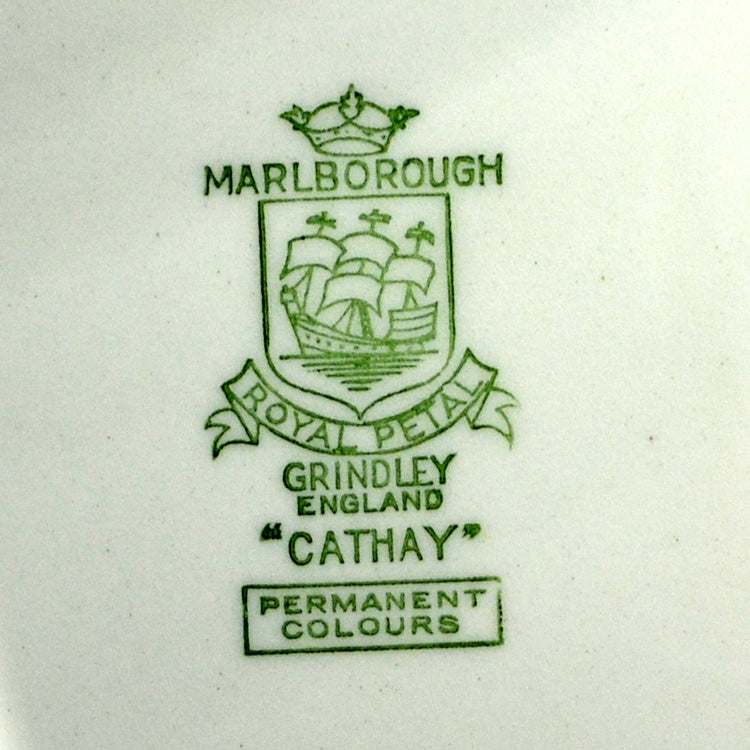 MARLBOROUGH
ROYAL PETAL
GRINDLEY
ENGLAND
"CATHAY"
PERMANENT
COLOURS